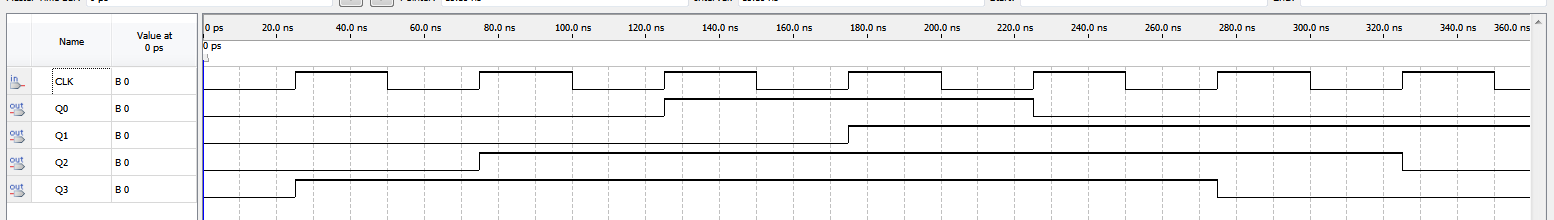 0 ps 20.0 ns 40.0 ns 60.0 ns 80.0 ns 100.0 ns 120.0 ns 140.0 ns 160.0 ns 180.0 ns 200.0 ns 220.0 ns 240.0 ns 260.0 ns 280.0 ns 300.0 ns 320.0 ns 340.0 ns 360.0 ns
Name Value at
0 ps
0 ps
in CLK B 0
out Q0 B 0
out Q1 B 0
out Q2 B 0
out Q3 B 0